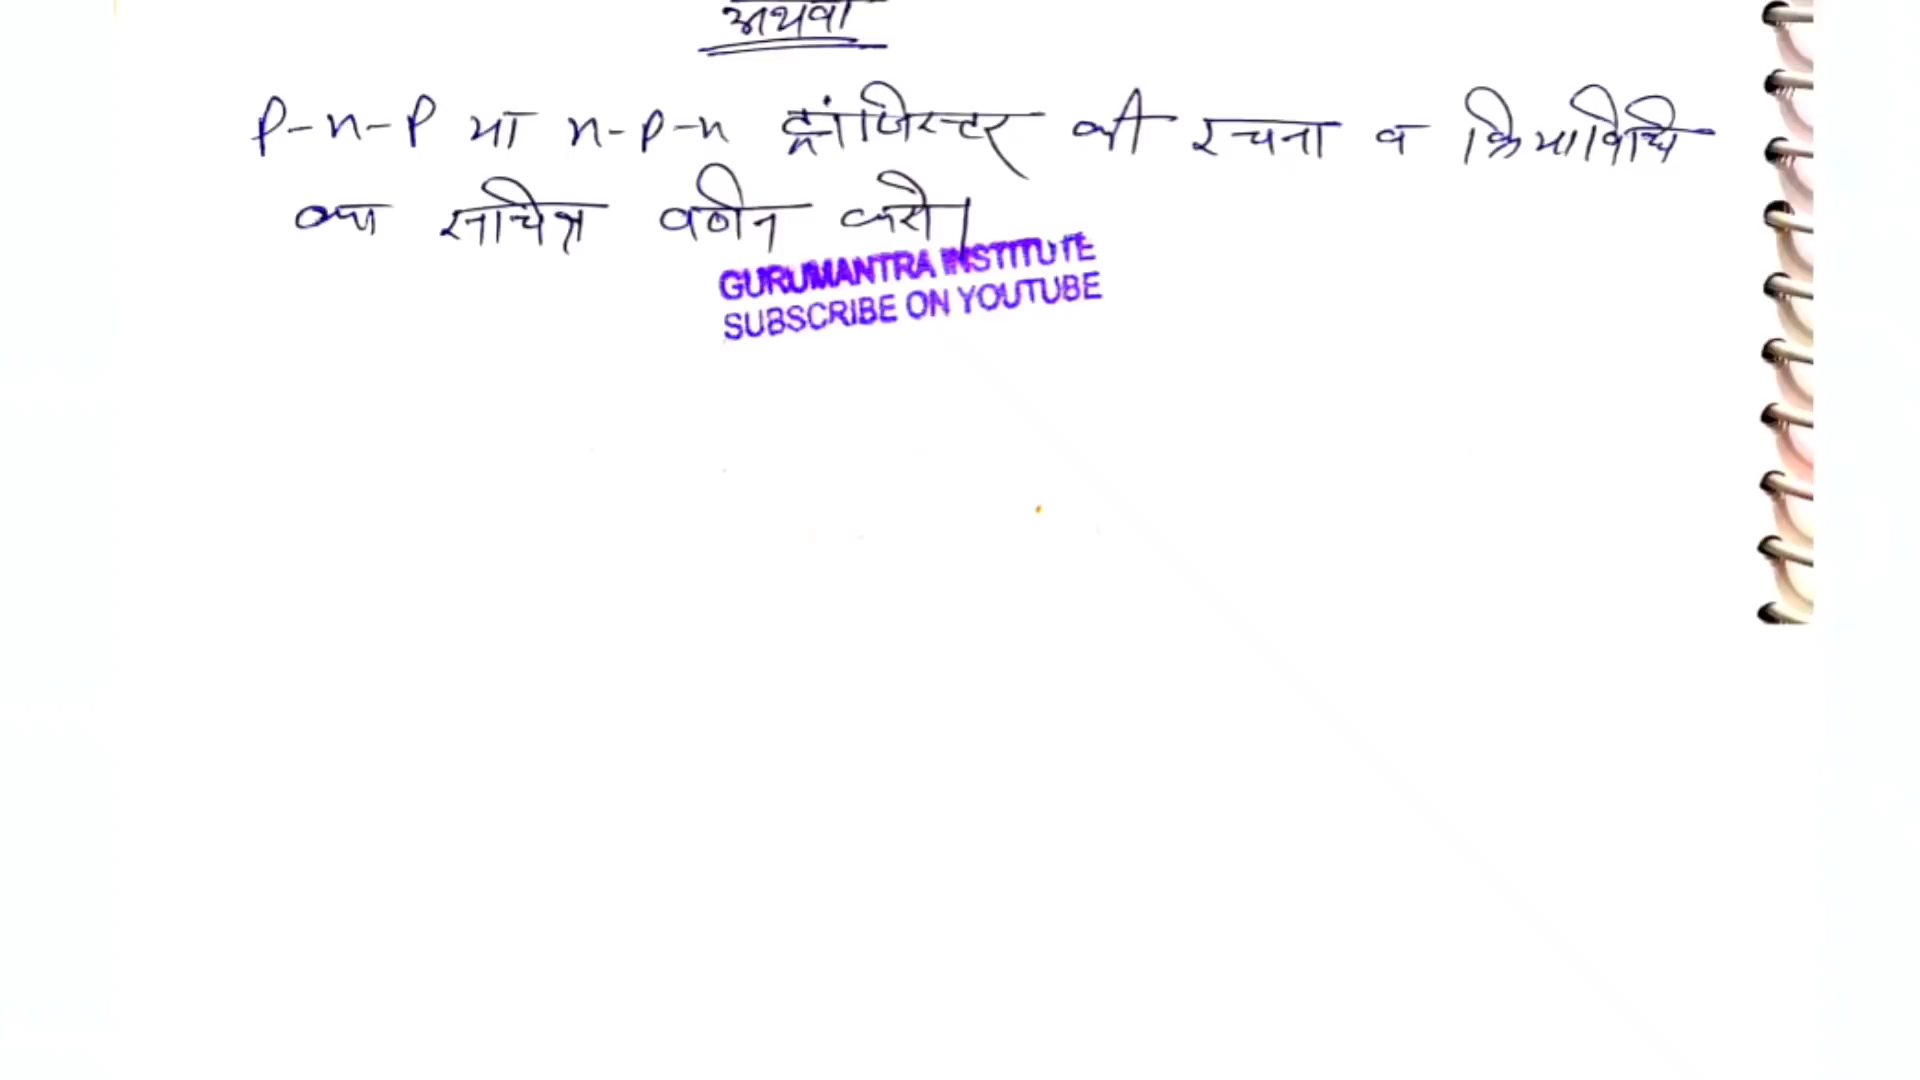 अथवा
P-n-P या n-p-n ट्रांजिस्टर की रचना व क्रियाविधि
का सचित्र वर्णन करो।
GURUMANTRA INSTITUTE
SUBSCRIBE ON YOUTUBE